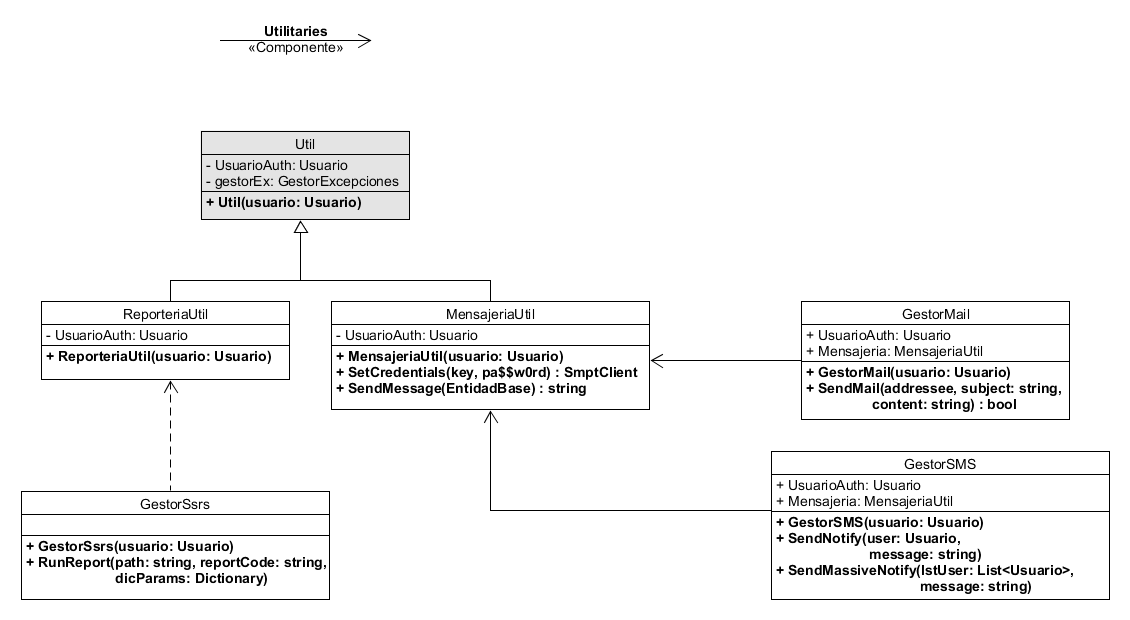 Utilitaries
«Componente»
Util
- UsuarioAuth: Usuario
- gestorEx: GestorExcepciones
+ Util(usuario: Usuario)
ReporteriaUtil
- UsuarioAuth: Usuario
+ ReporteriaUtil(usuario: Usuario)
MensajeriaUtil
- UsuarioAuth: Usuario
+ MensajeriaUtil(usuario: Usuario)
+ SetCredentials(key, pa$$w0rd) : SmptClient
+ SendMessage(EntidadBase) : string
GestorMail
+ UsuarioAuth: Usuario
+ Mensajeria: MensajeriaUtil
+ GestorMail(usuario: Usuario)
+ SendMail(addressee, subject: string,
content: string) : bool
GestorSMS
+ UsuarioAuth: Usuario
+ Mensajeria: MensajeriaUtil
+ GestorSMS(usuario: Usuario)
+ SendNotify(user: Usuario,
message: string)
+ SendMassiveNotify(lstUser: List<Usuario>,
message: string)
GestorSsrs
+ GestorSsrs(usuario: Usuario)
+ RunReport(path: string, reportCode: string,
dicParams: Dictionary)